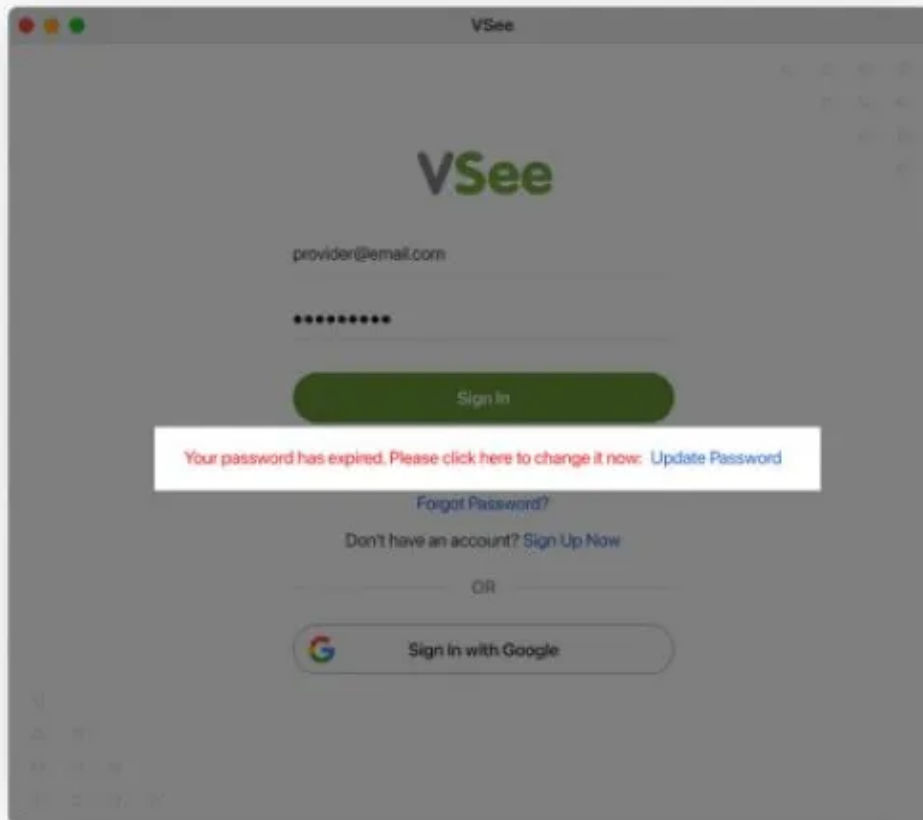 VSee
VSee
provider@email.com
•••••••••
Sign In
Your password has expired. Please click here to change it now: Update Password
Forgot Password?
Don't have an account? Sign Up Now
OR
Sign In with Google